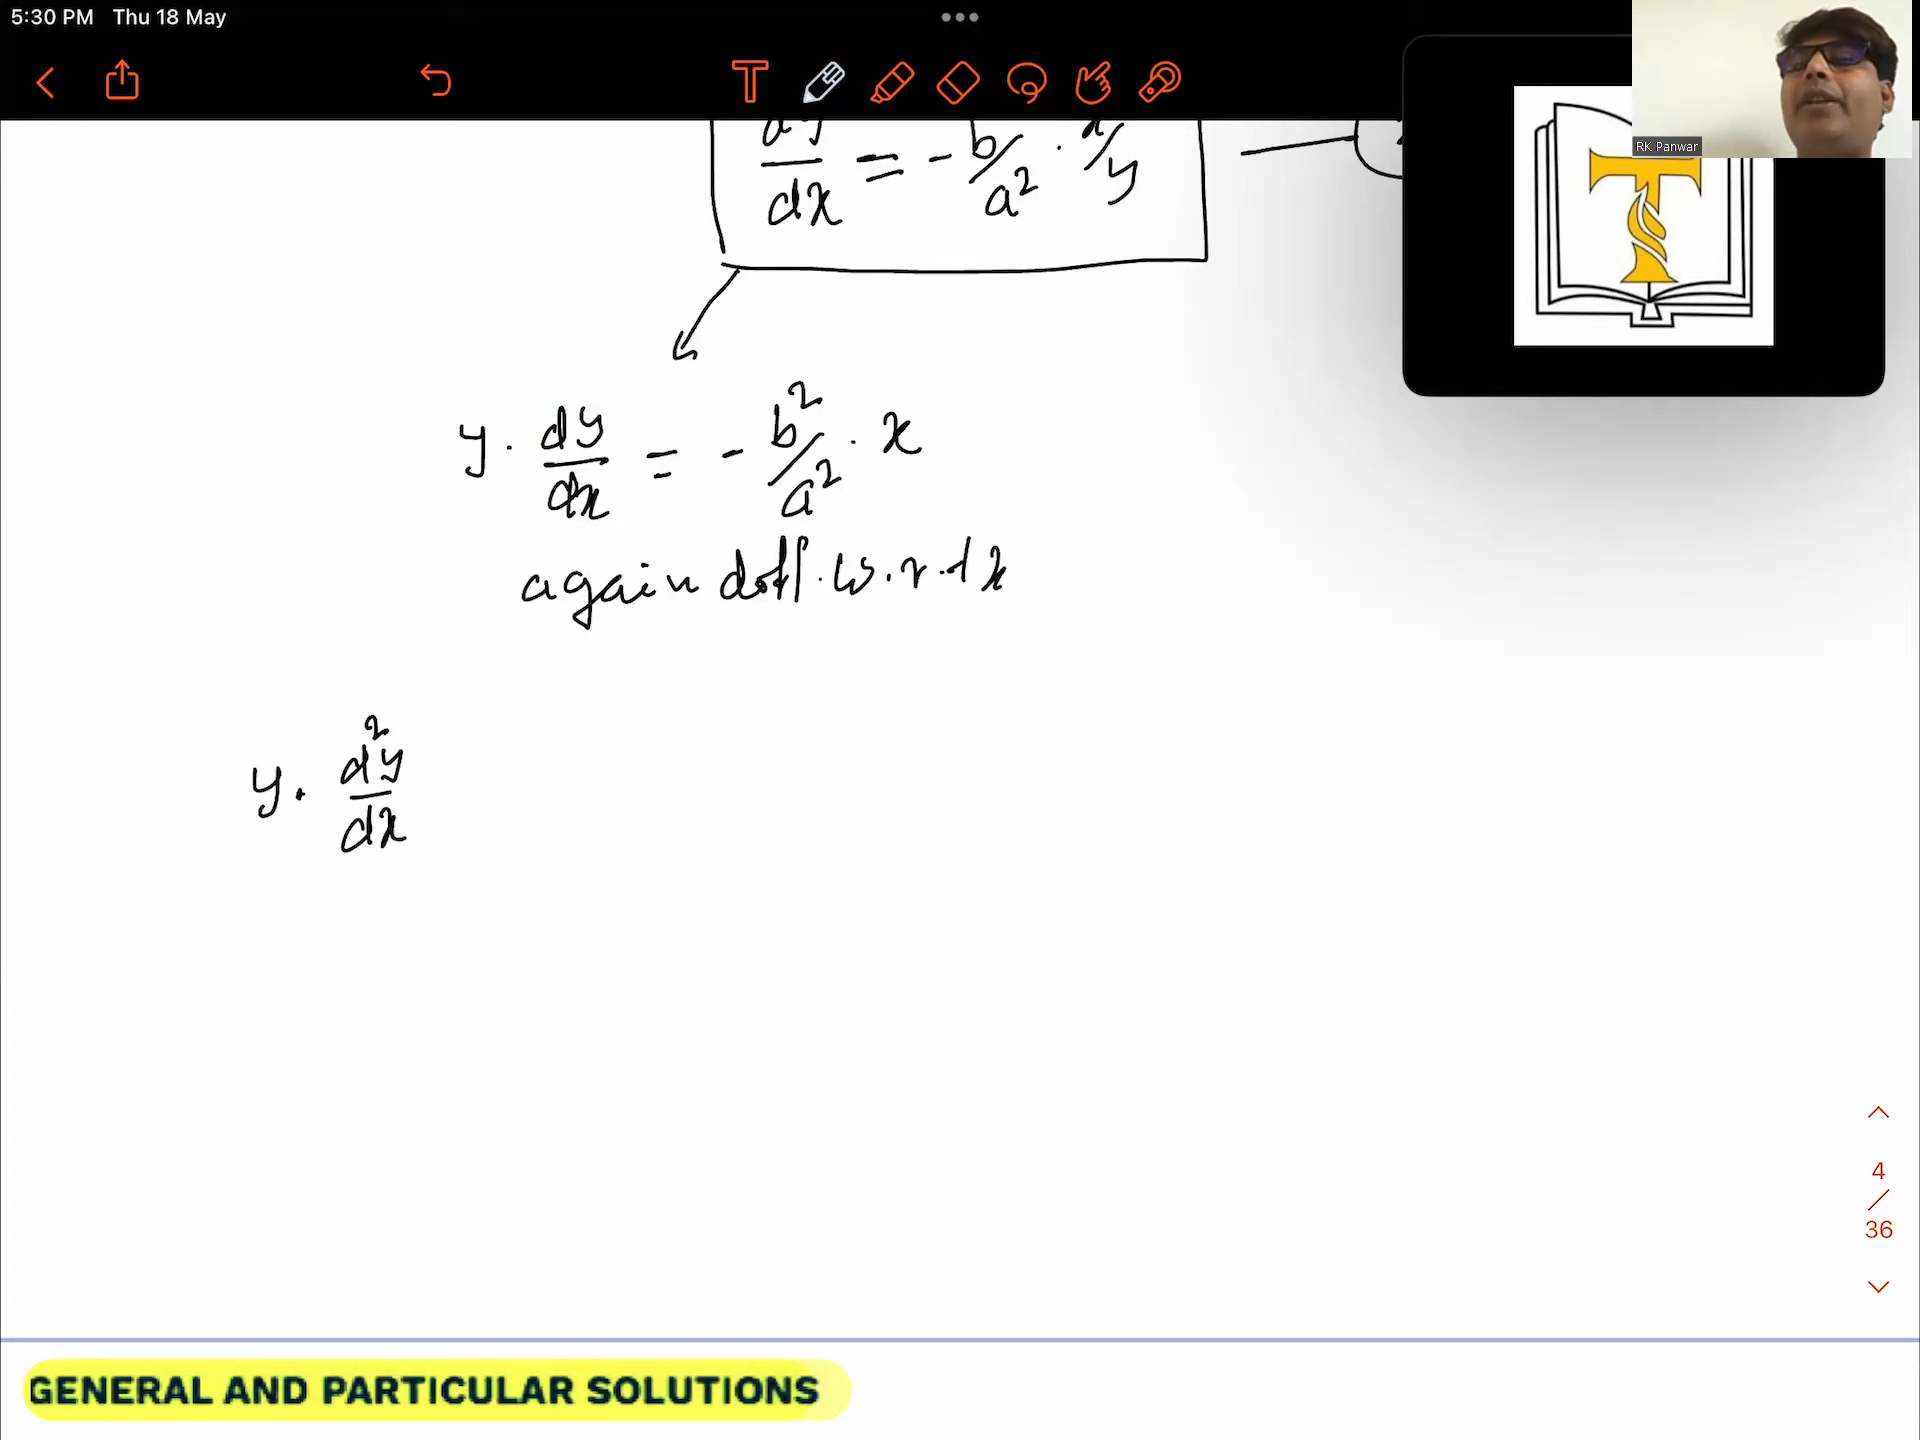 5:30 PM Thu 18 May
RK Panwar
dy/dx = - b/a² · x/y
y · dy/dx = - b²/a² · x
again diff. w.r.t x
y · d²y/dx
4
/
36
GENERAL AND PARTICULAR SOLUTIONS